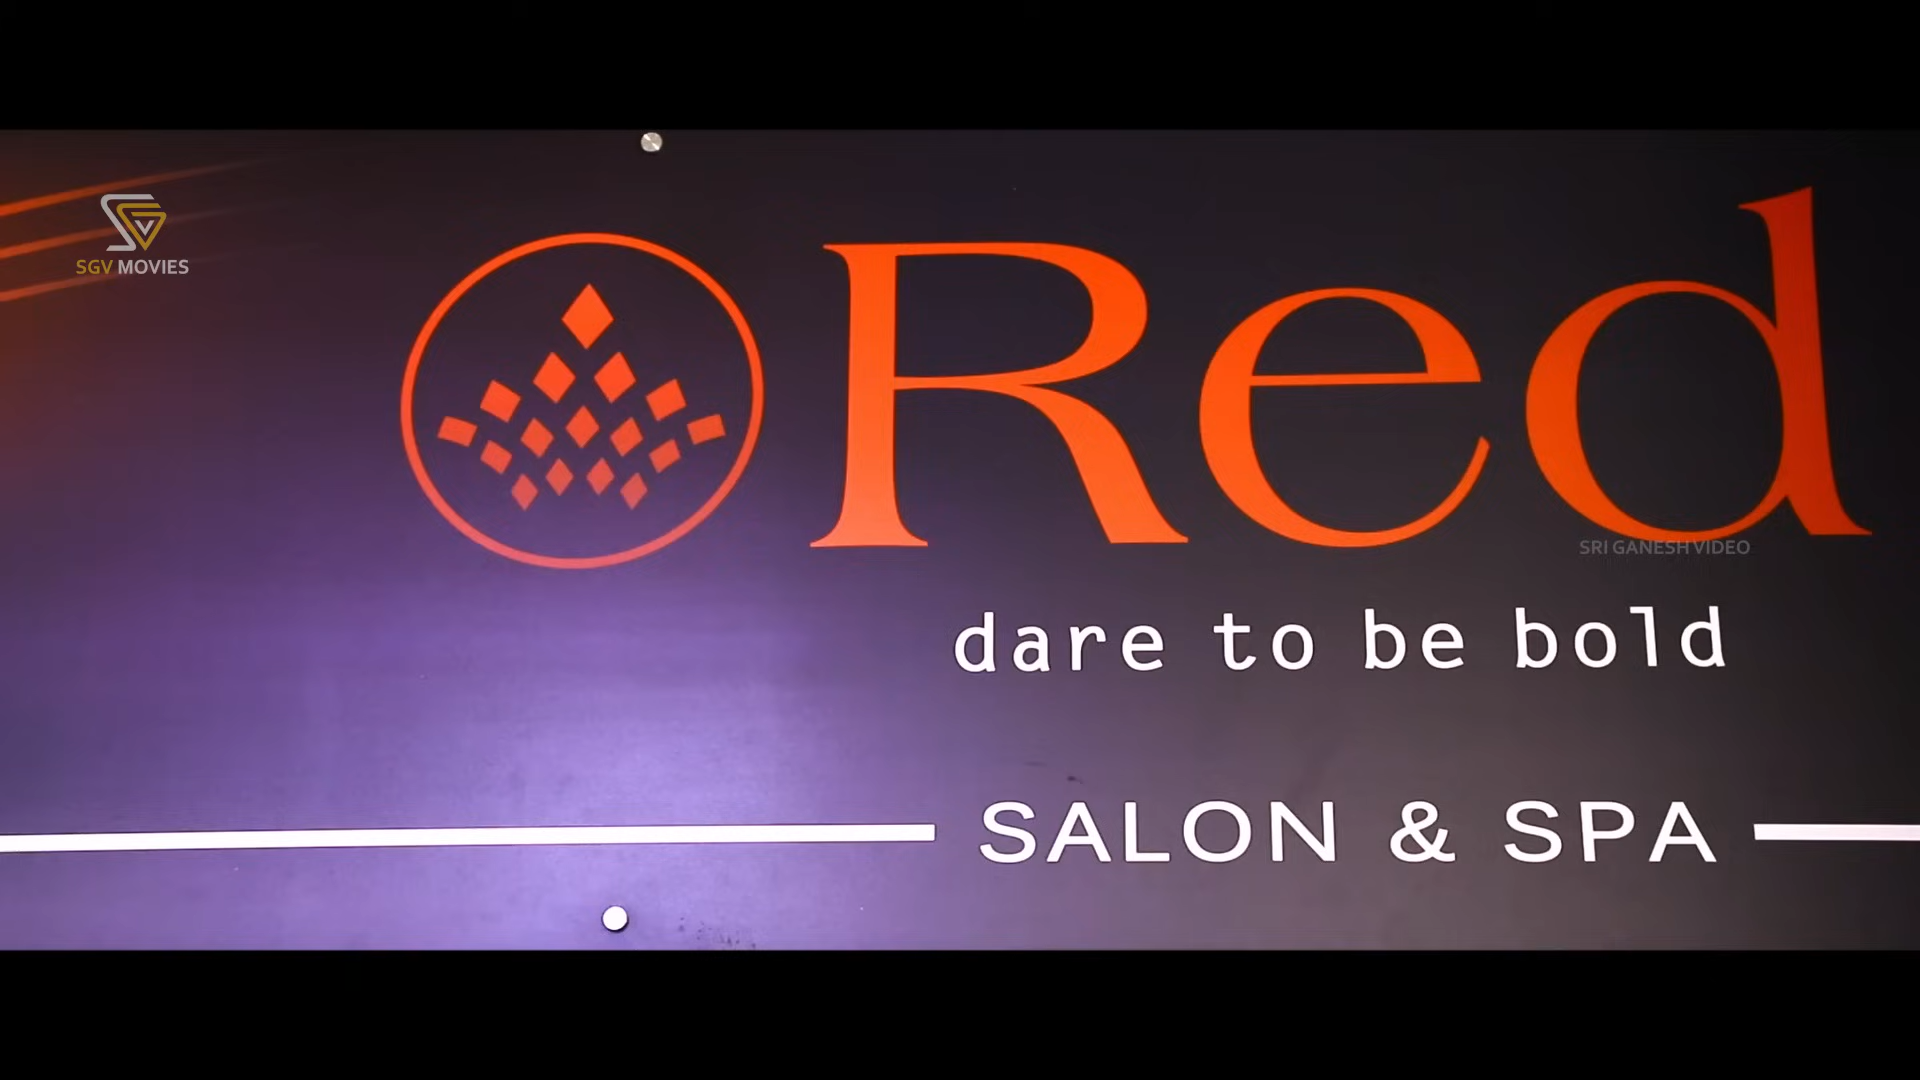 SGV MOVIES
Red
SRI GANESH VIDEO
dare to be bold
SALON & SPA